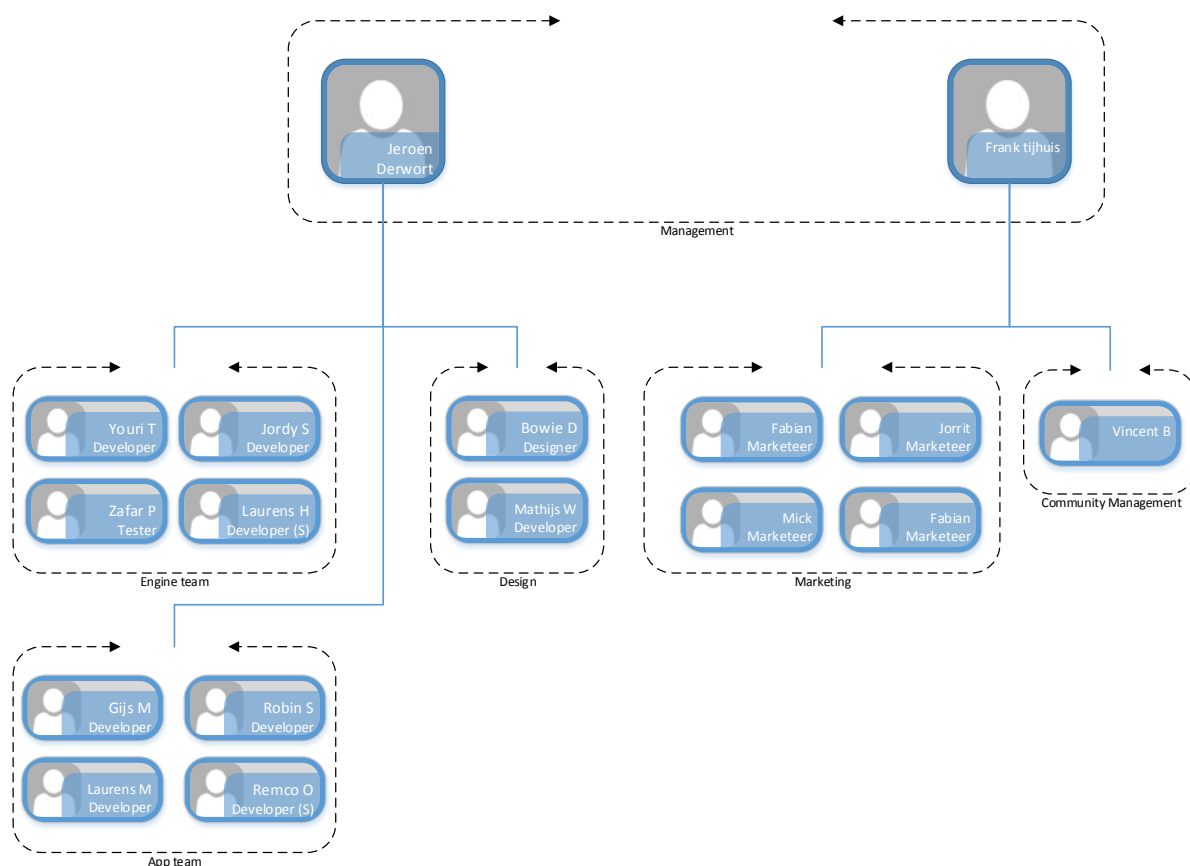 Jeroen
Derwort
Frank tijhuis
Management
Youri T
Developer
Jordy S
Developer
Zafar P
Tester
Laurens H
Developer (S)
Engine team
Bowie D
Designer
Mathijs W
Developer
Design
Fabian
Marketeer
Jorrit
Marketeer
Mick
Marketeer
Fabian
Marketeer
Marketing
Vincent B
Community Management
Gijs M
Developer
Robin S
Developer
Laurens M
Developer
Remco O
Developer (S)
App team